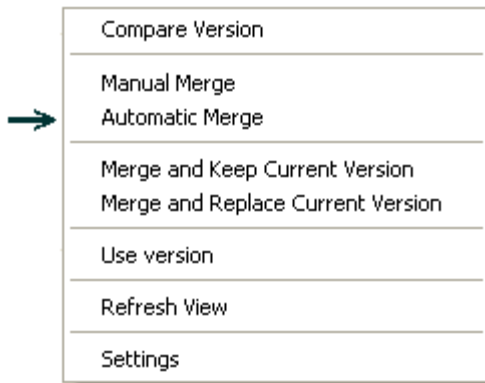 Compare Version
Manual Merge
Automatic Merge
Merge and Keep Current Version
Merge and Replace Current Version
Use version
Refresh View
Settings